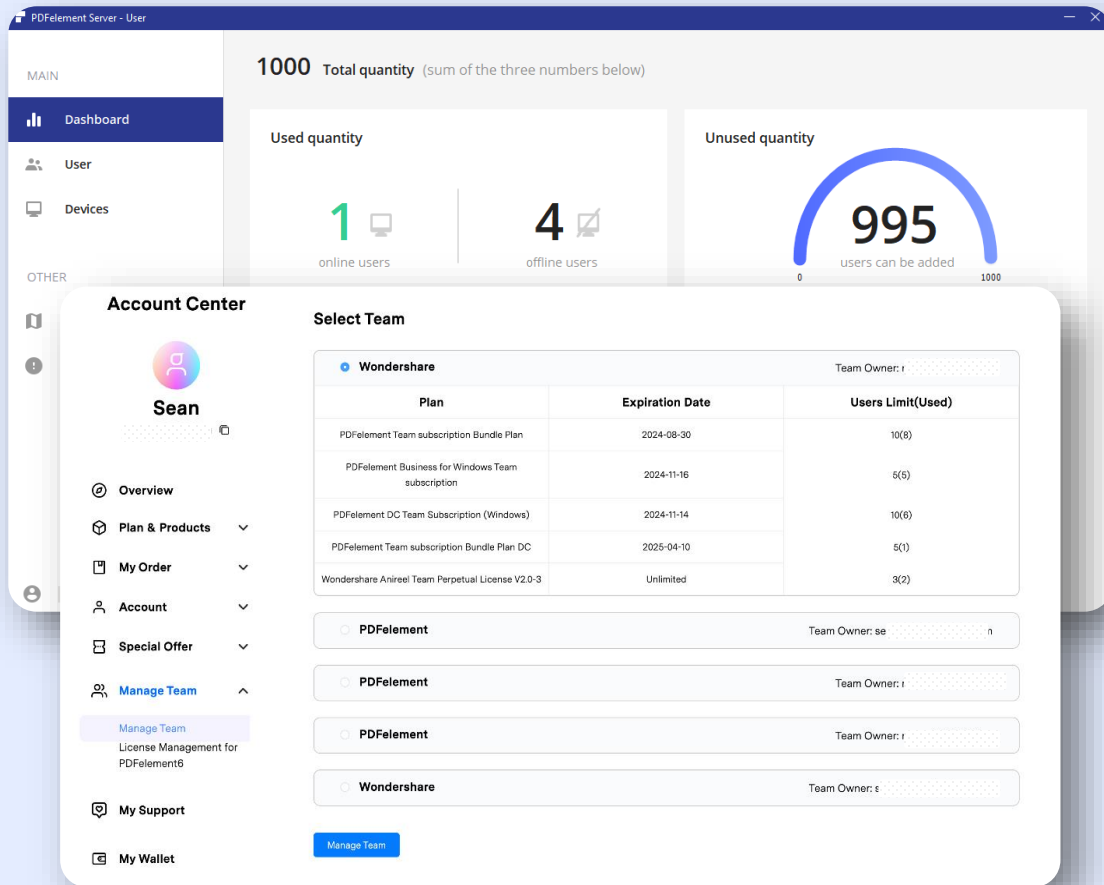 PDFelement Server - User
MAIN
Dashboard
User
Devices
OTHER
1000 Total quantity (sum of the three numbers below)
Used quantity
1
online users
4
offline users
Unused quantity
995
users can be added
0
1000
Account Center
Sean
Overview
Plan & Products
My Order
Account
Special Offer
Manage Team
Manage Team
License Management for
PDFelement6
My Support
My Wallet
Select Team
Wondershare Team Owner: r
Plan Expiration Date Users Limit(Used)
PDFelement Team subscription Bundle Plan 2024-08-30 10(8)
PDFelement Business for Windows Team
subscription 2024-11-16 5(5)
PDFelement DC Team Subscription (Windows) 2024-11-14 10(6)
PDFelement Team subscription Bundle Plan DC 2025-04-10 5(1)
Wondershare Anireel Team Perpetual License V2.0-3 Unlimited 3(2)
PDFelement Team Owner: se n
PDFelement Team Owner: r
PDFelement Team Owner: r
Wondershare Team Owner: s
Manage Team